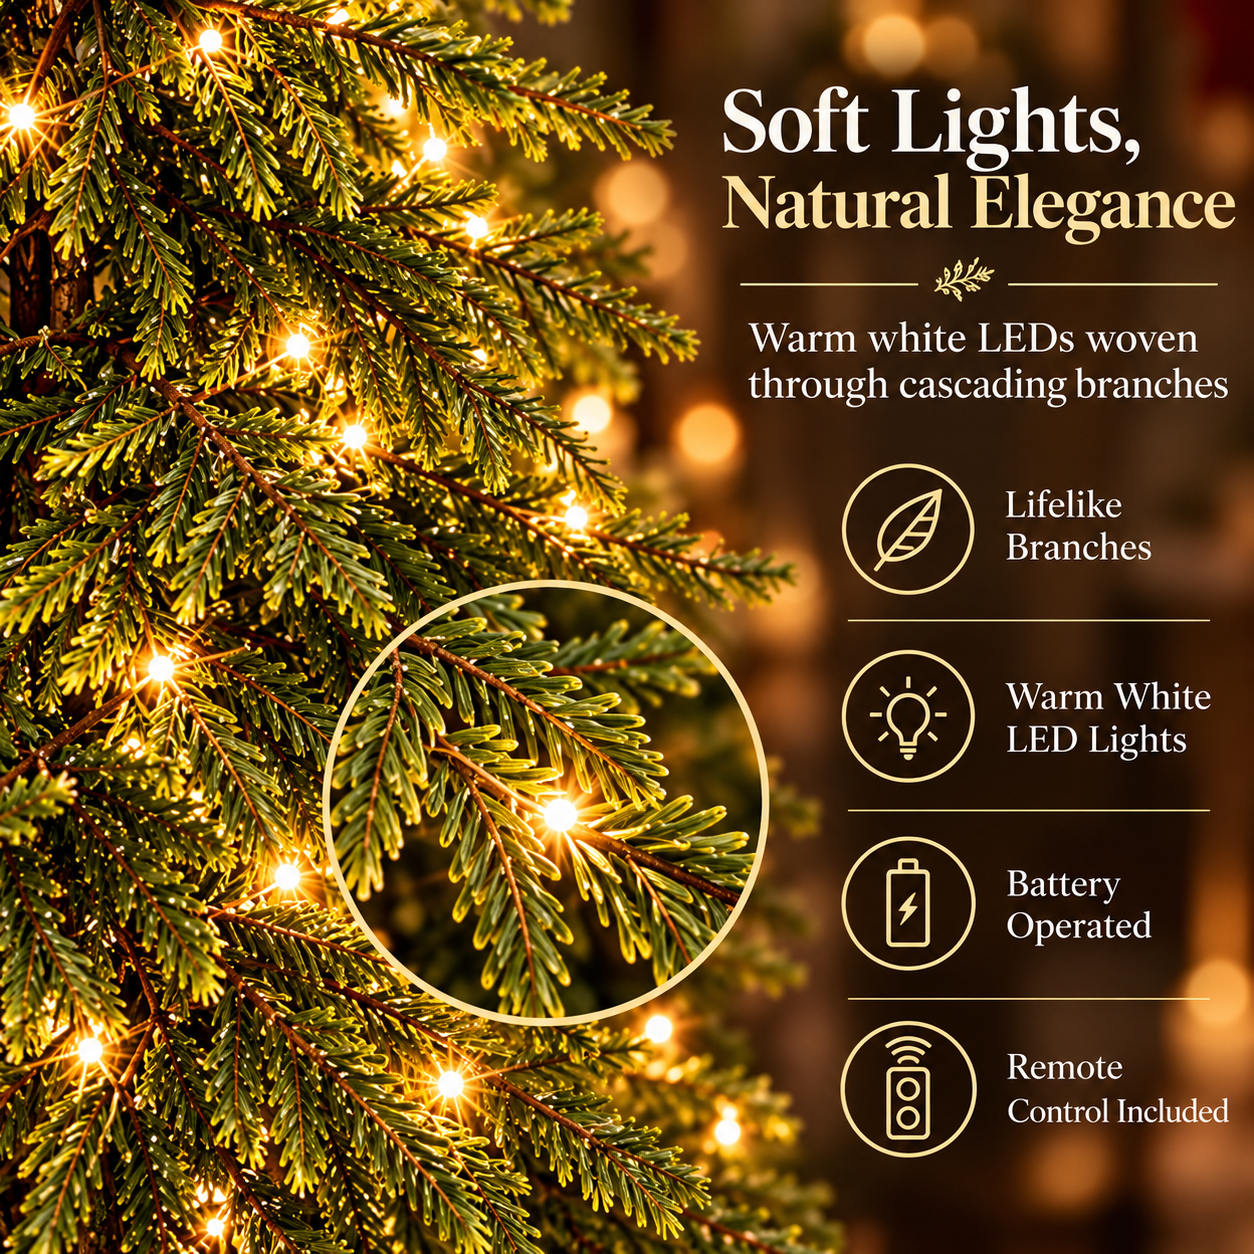 Soft Lights,
Natural Elegance
Warm white LEDs woven
through cascading branches
Lifelike
Branches
Warm White
LED Lights
Battery
Operated
Remote
Control Included